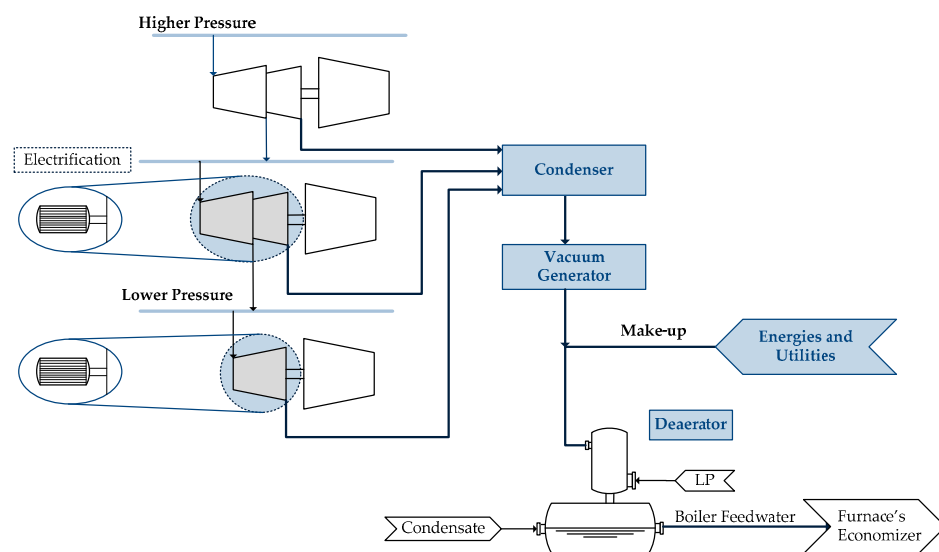 Higher Pressure
Electrification
Condenser
Vacuum
Generator
Lower Pressure
Make-up
Energies and
Utilities
Deaerator
LP
Condensate
Boiler Feedwater
Furnace's
Economizer